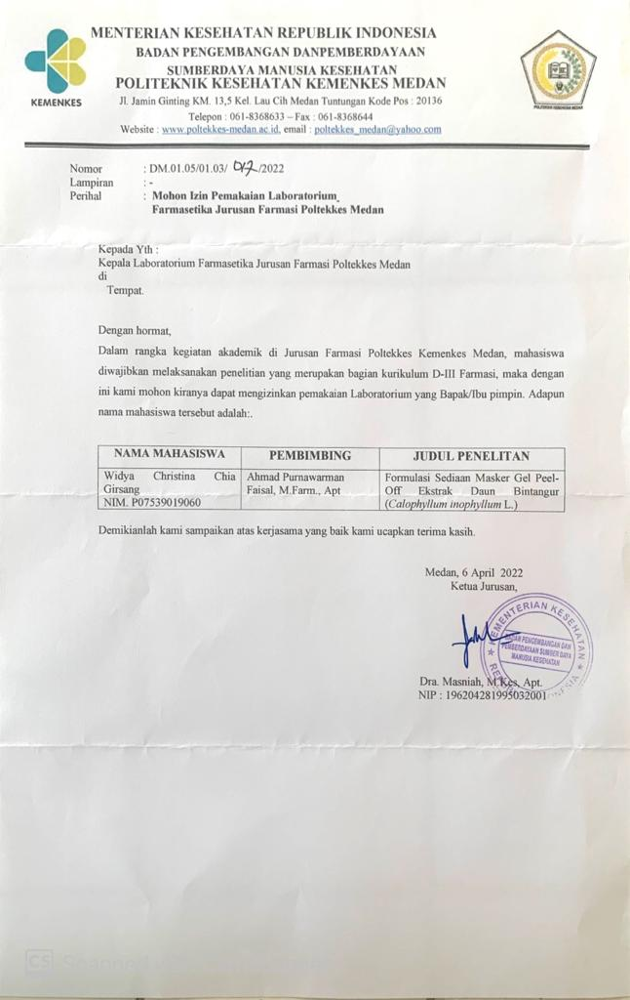 MENTERIAN KESEHATAN REPUBLIK INDONESIA
BADAN PENGEMBANGAN DANPEMBERDAYAAN
SUMBERDAYA MANUSIA KESEHATAN
POLITEKNIK KESEHATAN KEMENKES MEDAN
Jl. Jamin Ginting KM. 13,5 Kel. Lau Cih Medan Tuntungan Kode Pos : 20136
Telepon : 061-8368633 – Fax : 061-8368644
Website : www.poltekkes-medan.ac.id, email : poltekkes_medan@yahoo.com
KEMENKES
POLITEKNIK KESEHATAN MEDAN
Nomor : DM.01.05/01.03/ /2022
Lampiran : -
Perihal : Mohon Izin Pemakaian Laboratorium
Farmasetika Jurusan Farmasi Poltekkes Medan
Kepada Yth :
Kepala Laboratorium Farmasetika Jurusan Farmasi Poltekkes Medan
di
Tempat.
Dengan hormat,
Dalam rangka kegiatan akademik di Jurusan Farmasi Poltekkes Kemenkes Medan, mahasiswa
diwajibkan melaksanakan penelitian yang merupakan bagian kurikulum D-III Farmasi, maka dengan
ini kami mohon kiranya dapat mengizinkan pemakaian Laboratorium yang Bapak/Ibu pimpin. Adapun
nama mahasiswa tersebut adalah:.
NAMA MAHASISWA PEMBIMBING JUDUL PENELITAN
Widya Christina Chia Ahmad Purnawarman Formulasi Sediaan Masker Gel Peel-
Girsang Faisal, M.Farm., Apt Off Ekstrak Daun Bintangur
NIM. P07539019060 (Calophyllum inophyllum L.)
Demikianlah kami sampaikan atas kerjasama yang baik kami ucapkan terima kasih.
Medan, 6 April 2022
Ketua Jurusan,
KEMENTERIAN KESEHATAN
BADAN PENGEMBANGAN DAN
PEMBERDAYAAN SUMBER DAYA
MANUSIA KESEHATAN
Dra. Masniah, M.Kes, Apt.
NIP : 196204281995032001
CS Scanned